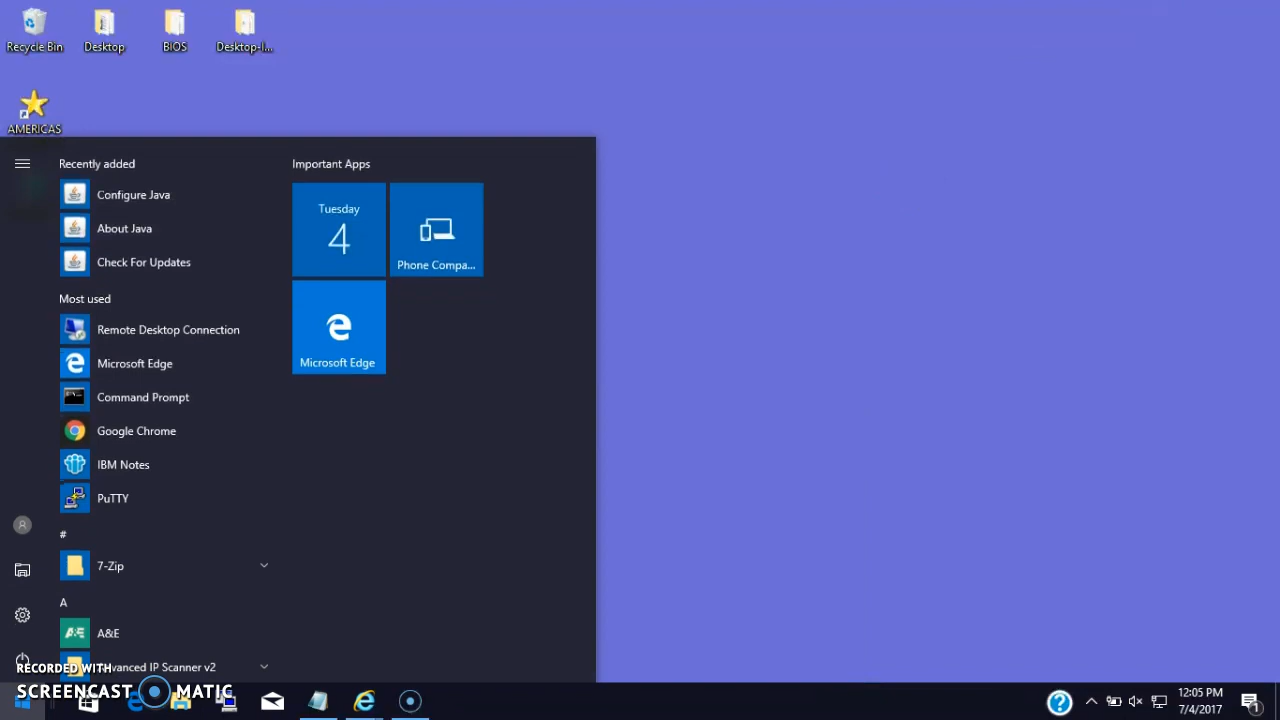 Recycle Bin
Desktop
BIOS
Desktop-I...
AMERICAS
Recently added
Configure Java
About Java
Check For Updates
Most used
Remote Desktop Connection
Microsoft Edge
Command Prompt
Google Chrome
IBM Notes
PuTTY
#
7-Zip
A
A&E
A&E
IP Scanner v2
Important Apps
Tuesday
4
Phone Compa...
Microsoft Edge
RECORDED WITH
SCREENCAST MATIC
12:05 PM
7/4/2017
1